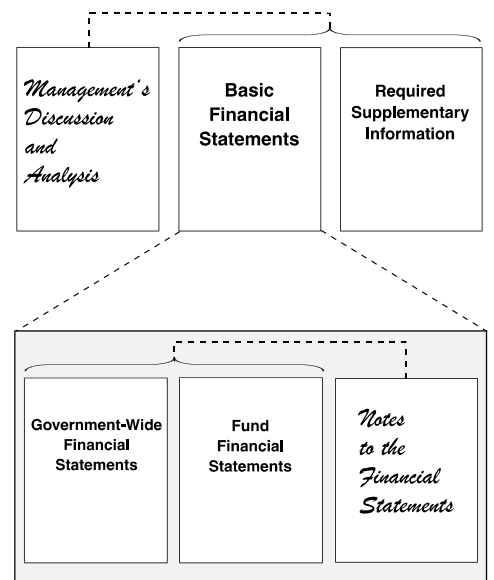 Management's
Discussion
and
Analysis
Basic
Financial
Statements
Required
Supplementary
Information
Government-Wide
Financial
Statements
Fund
Financial
Statements
Notes
to the
Financial
Statements